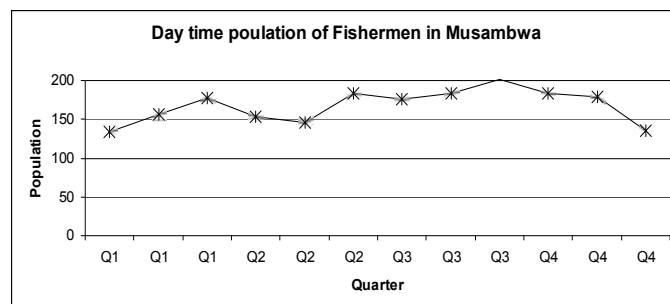 Day time poulation of Fishermen in Musambwa
200
150
100
50
0
Population
Q1 Q1 Q1 Q2 Q2 Q2 Q3 Q3 Q3 Q4 Q4 Q4
Quarter